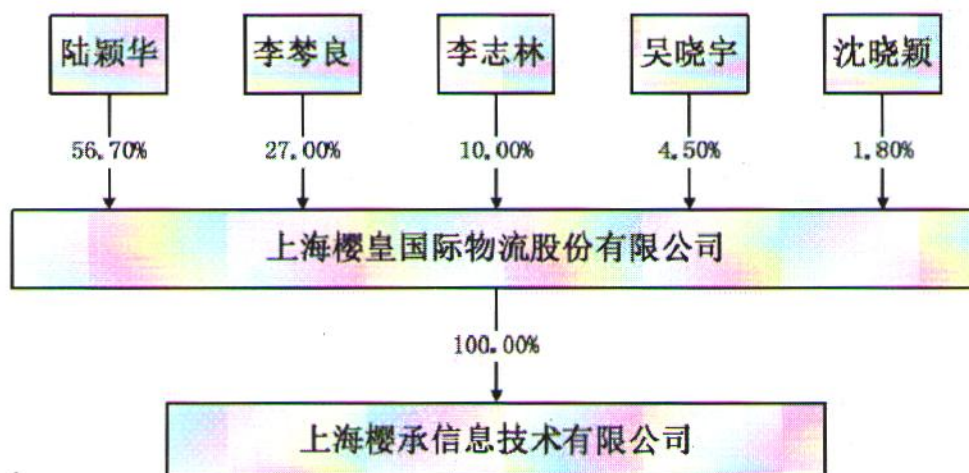 陆颖华 李棽良 李志林 吴晓宇 沈晓颖
56.70% 27.00% 10.00% 4.50% 1.80%
上海樱皇国际物流股份有限公司
100.00%
上海樱承信息技术有限公司